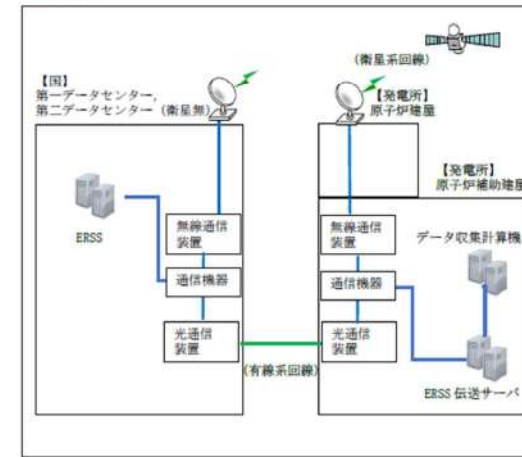 (衛星系回線)
【国】
第一データセンター,
第二データセンター (衛星無)
【発電所】
原子炉建屋
【発電所】
原子炉補助建屋
ERSS
無線通信
装置
通信機器
光通信
装置
(有線系回線)
無線通信
装置
通信機器
光通信
装置
データ収集計算機
ERSS 伝送サーバ